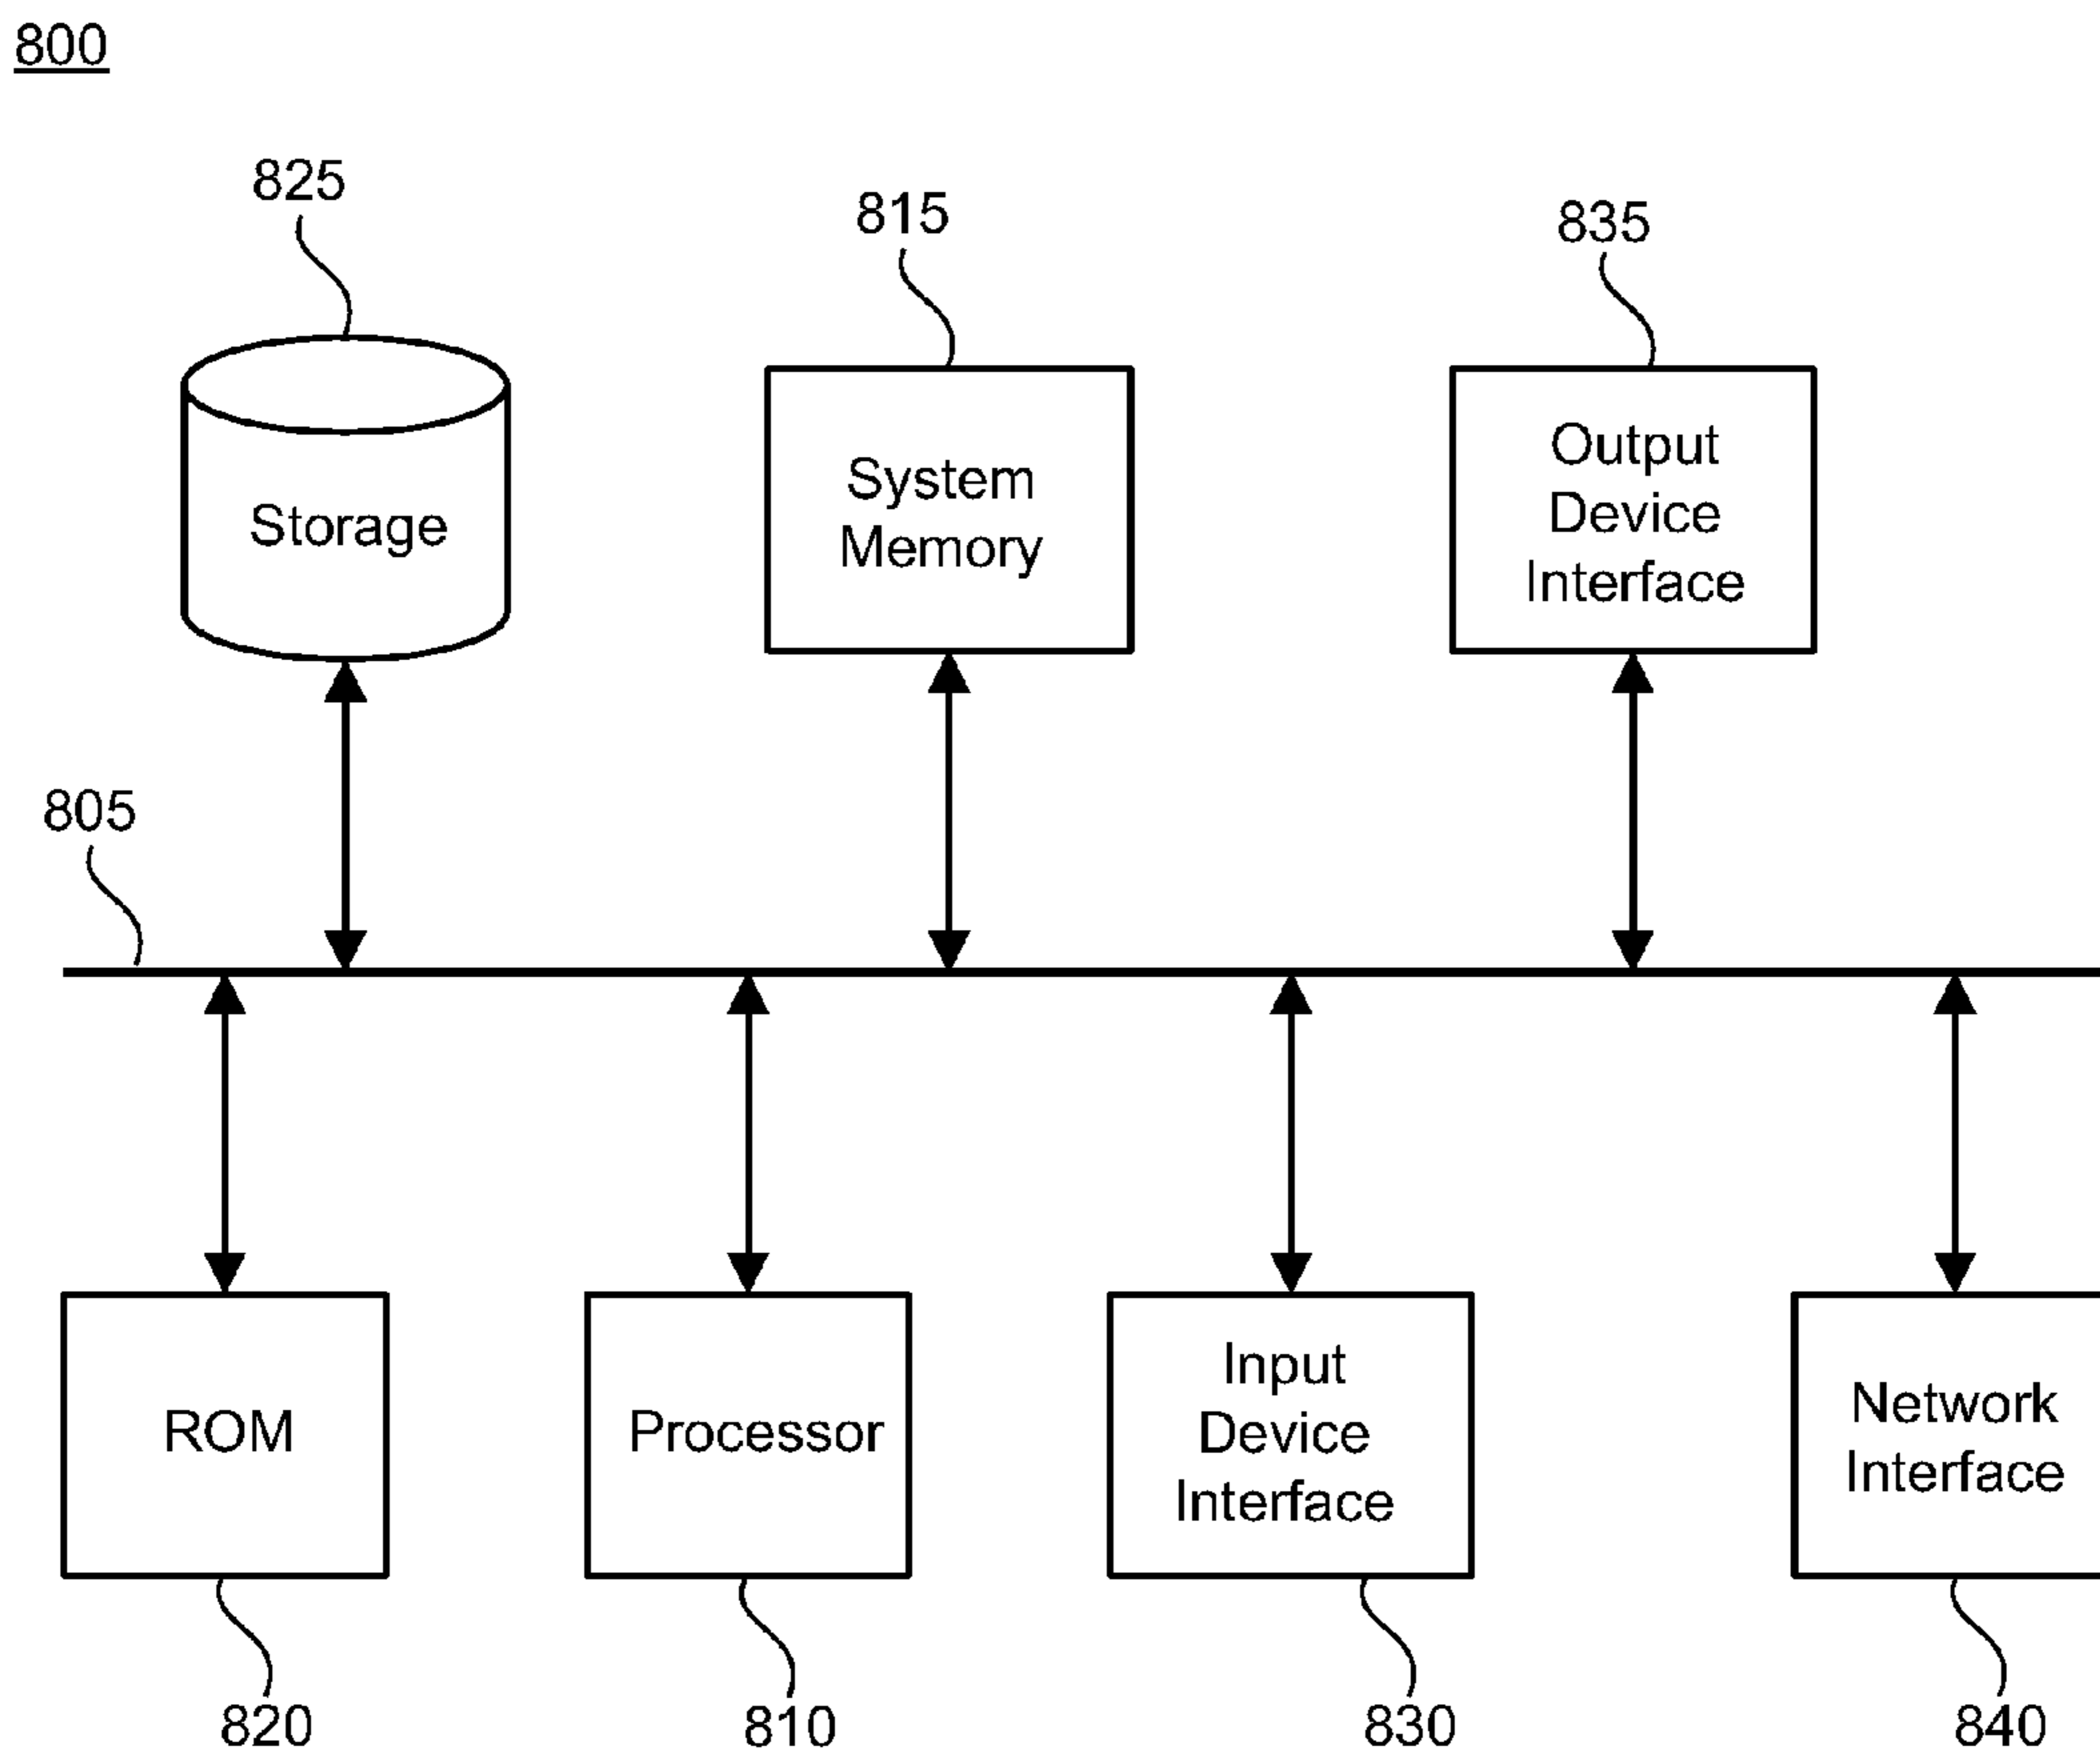 800
825
815
835
Storage
System
Memory
Output
Device
Interface
805
ROM
Processor
Input
Device
Interface
Network
Interface
820
810
830
840